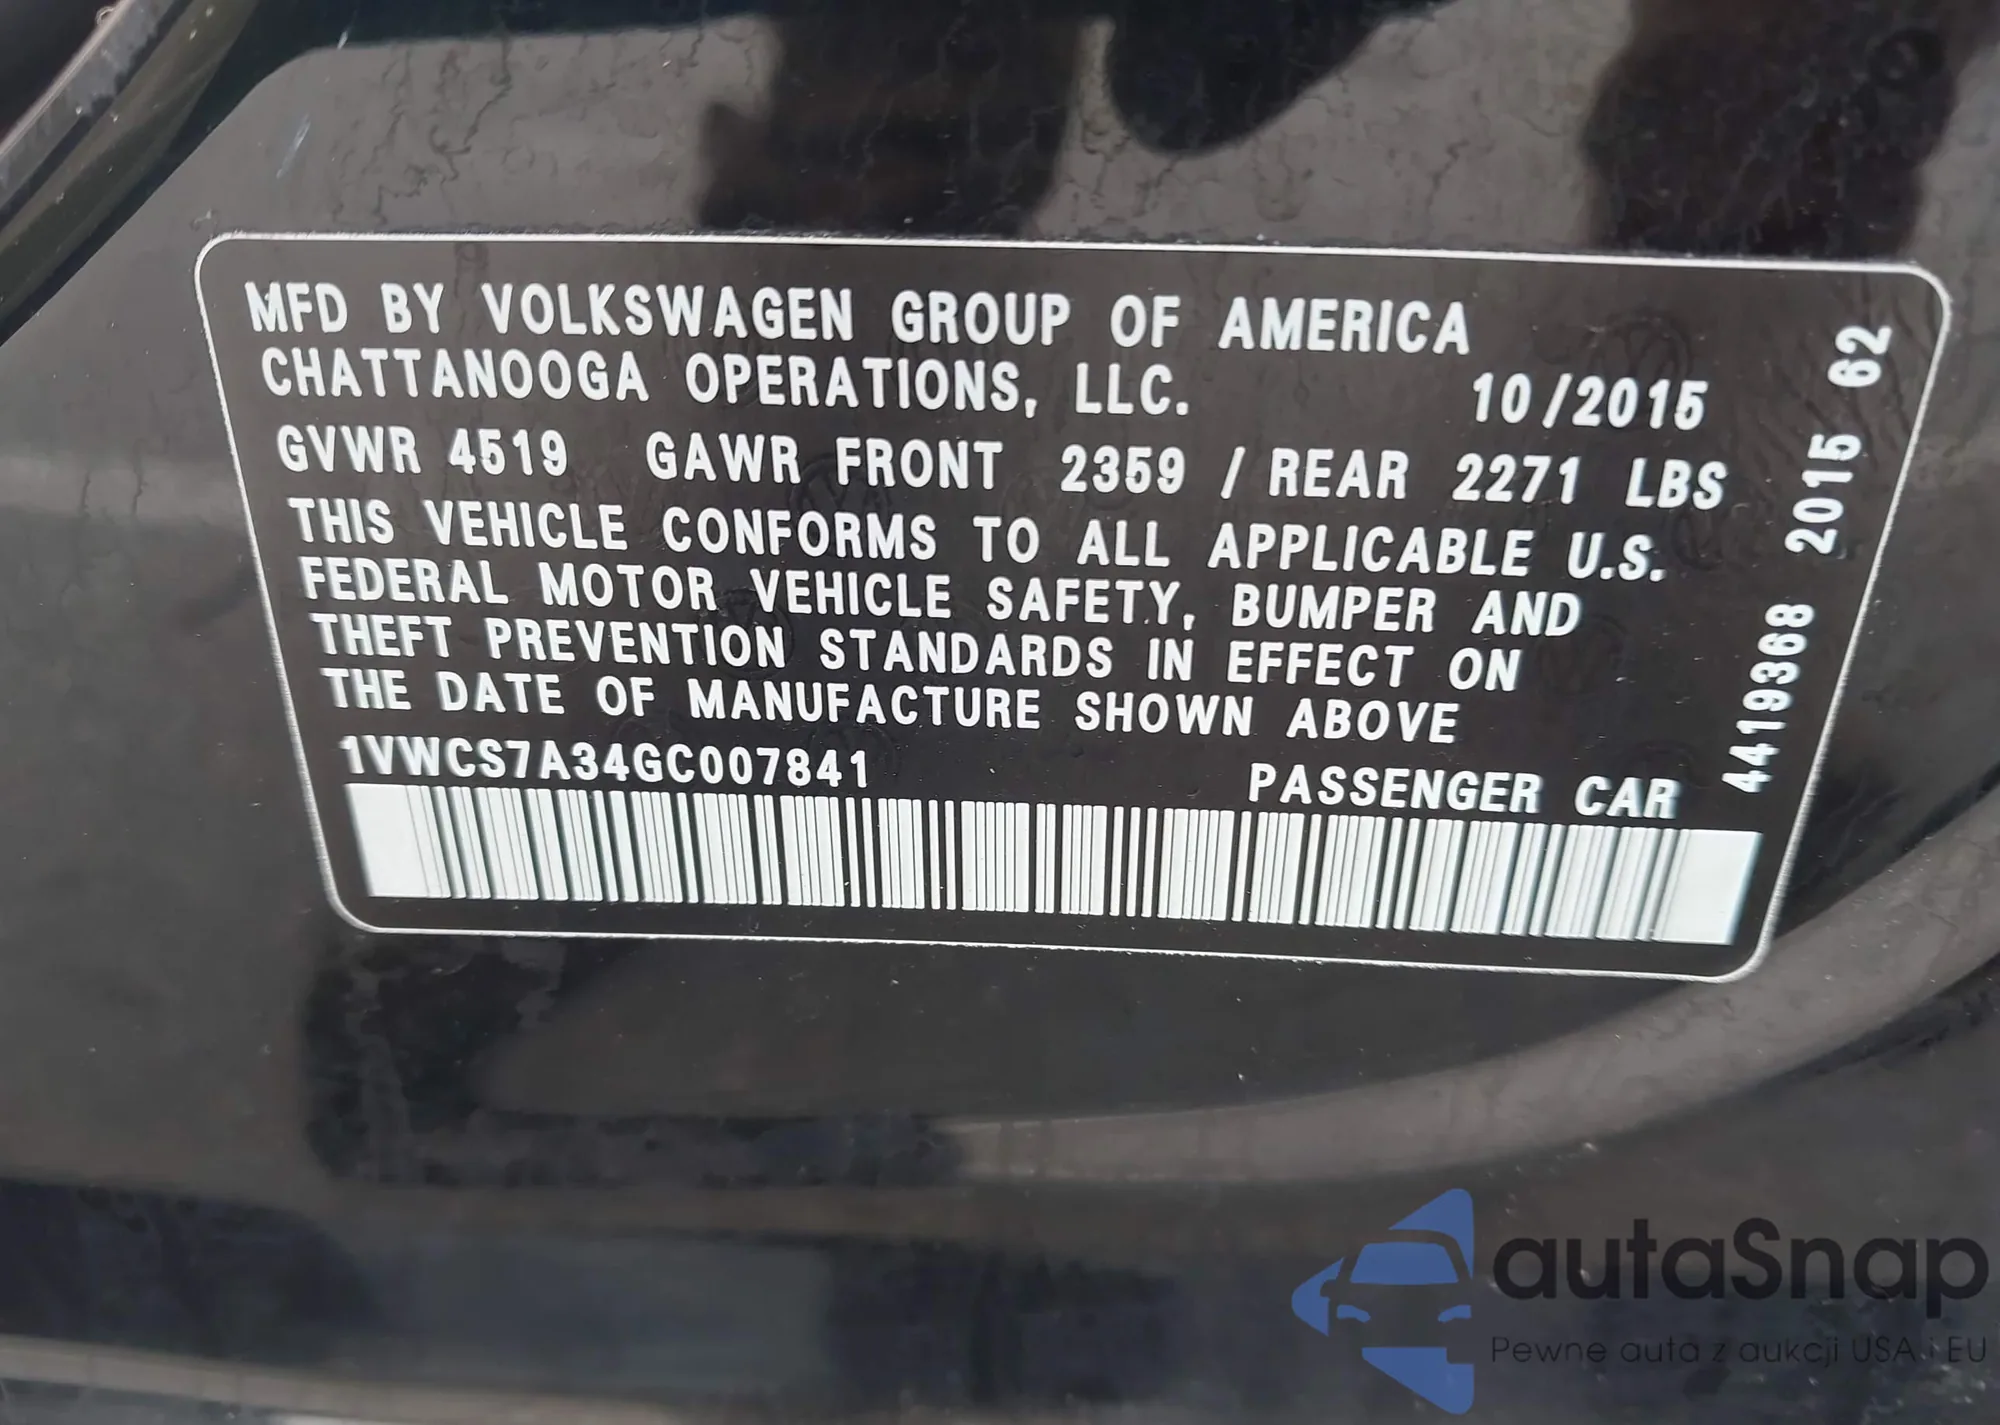 MFD BY VOLKSWAGEN GROUP OF AMERICA
CHATTANOOGA OPERATIONS, LLC. 10/2015
GVWR 4519 GAWR FRONT 2359 / REAR 2271 LBS
THIS VEHICLE CONFORMS TO ALL APPLICABLE U.S.
FEDERAL MOTOR VEHICLE SAFETY, BUMPER AND
THEFT PREVENTION STANDARDS IN EFFECT ON
THE DATE OF MANUFACTURE SHOWN ABOVE
1VWCS7A34GC007841 PASSENGER CAR
4419368 2015 62
autaSnap
Pewne auta z aukcji USA i EU